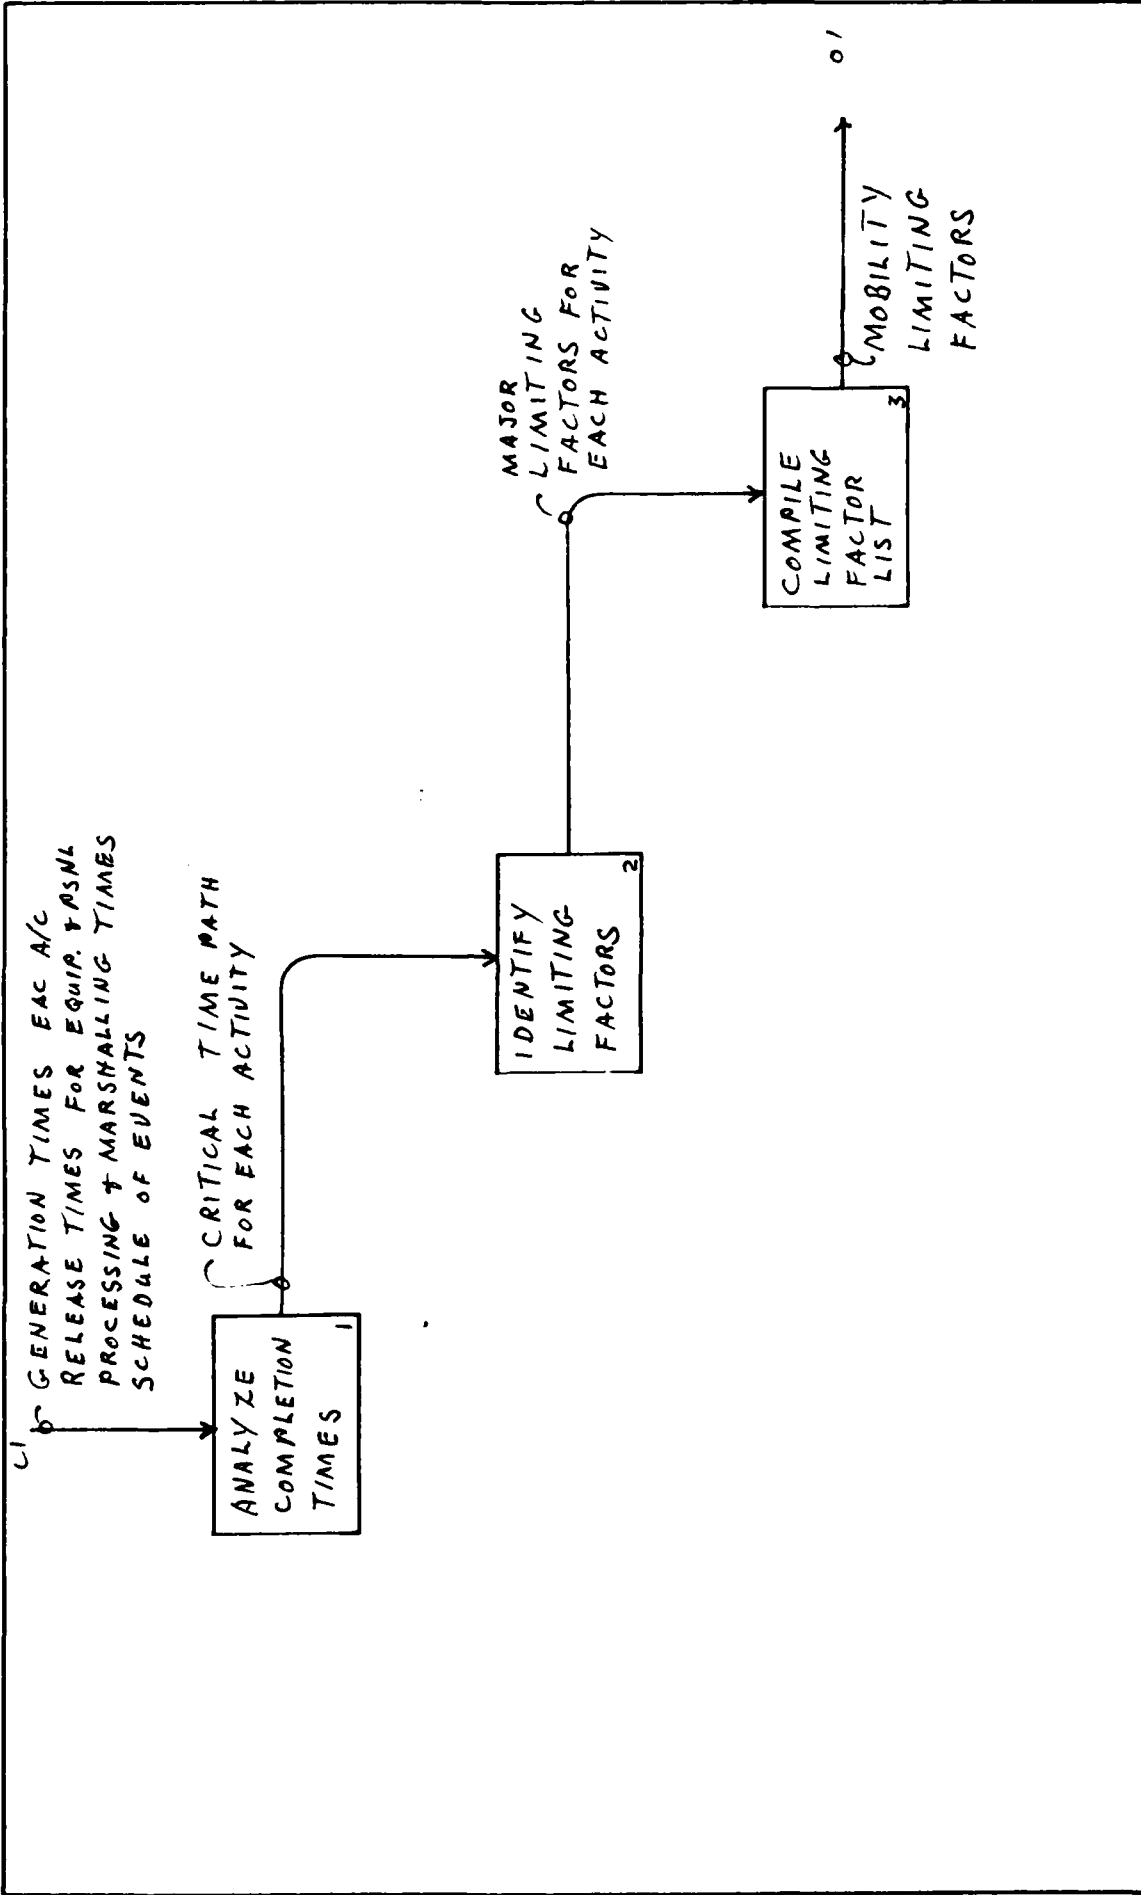 C1
GENERATION TIMES EAC A/C
RELEASE TIMES FOR EQUIP. & PSNL
PROCESSING & MARSHALLING TIMES
SCHEDULE OF EVENTS
ANALYZE
COMPLETION
TIMES
1
CRITICAL TIME PATH
FOR EACH ACTIVITY
IDENTIFY
LIMITING
FACTORS
2
MAJOR
LIMITING
FACTORS FOR
EACH ACTIVITY
COMPILE
LIMITING
FACTOR
LIST
3
MOBILITY
LIMITING
FACTORS
O1